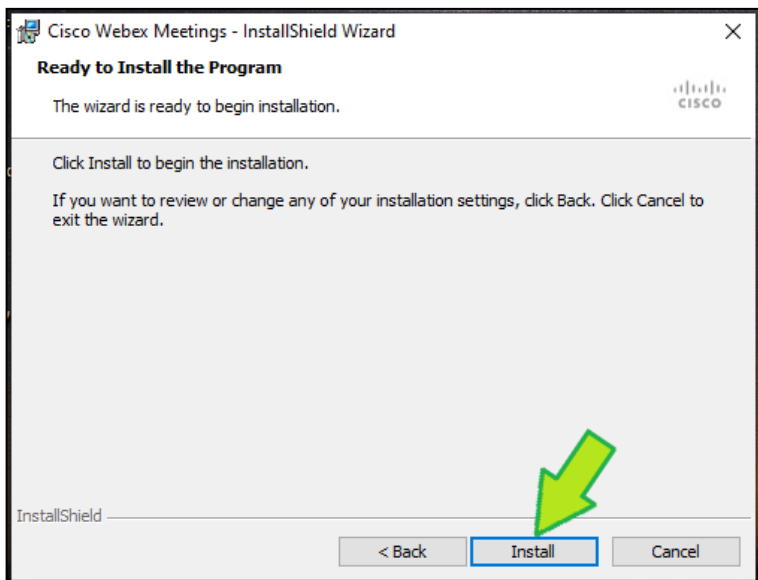 Cisco Webex Meetings - InstallShield Wizard
Ready to Install the Program
The wizard is ready to begin installation.
CISCO
Click Install to begin the installation.
If you want to review or change any of your installation settings, click Back. Click Cancel to
exit the wizard.
InstallShield
< Back
Install
Cancel